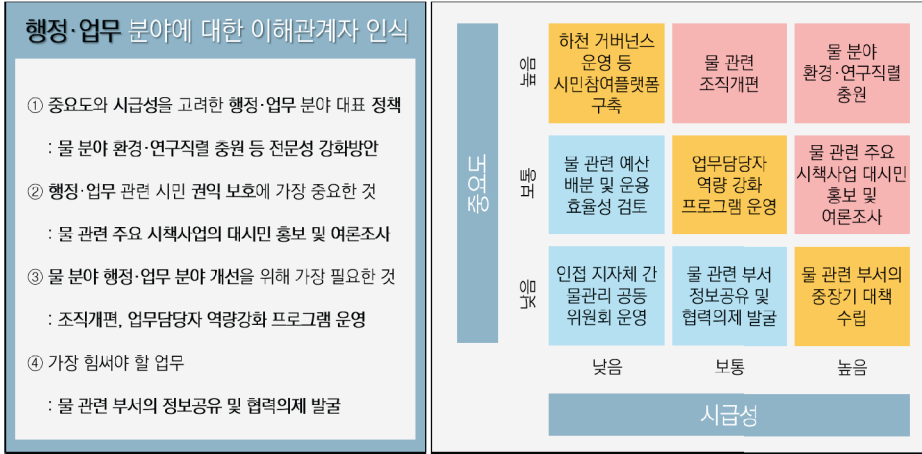 행정·업무 분야에 대한 이해관계자 인식
① 중요도와 시급성을 고려한 행정·업무 분야 대표 정책
: 물 분야 환경·연구직렬 충원 등 전문성 강화방안
② 행정·업무 관련 시민 권익 보호에 가장 중요한 것
: 물 관련 주요 시책사업의 대시민 홍보 및 여론조사
③ 물 분야 행정·업무 분야 개선을 위해 가장 필요한 것
: 조직개편, 업무담당자 역량강화 프로그램 운영
④ 가장 힘써야 할 업무
: 물 관련 부서의 정보공유 및 협력의제 발굴
중요도
높음
하천 거버넌스
운영 등
시민참여플랫폼
구축
물 관련
조직개편
물 분야
환경·연구직렬
충원
보통
물 관련 예산
배분 및 운용
효율성 검토
업무담당자
역량 강화
프로그램 운영
물 관련 주요
시책사업 대시민
홍보 및
여론조사
낮음
인접 지자체 간
물관리 공동
위원회 운영
물 관련 부서
정보공유 및
협력의제 발굴
물 관련 부서의
중장기 대책
수립
낮음
보통
높음
시급성